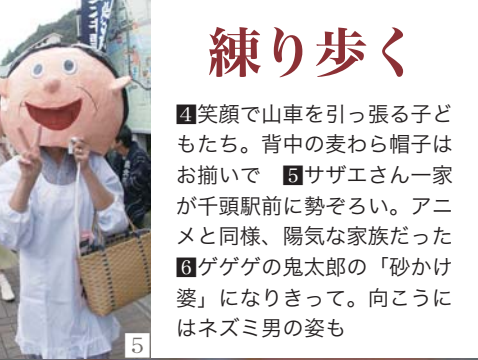 練り歩く
4笑顔で山車を引っ張る子ど
もたち。背中の麦わら帽子は
お揃いで　5サザエさん一家
が千頭駅前に勢ぞろい。アニ
メと同様、陽気な家族だった
6ゲゲゲの鬼太郎の「砂かけ
婆」になりきって。向こうに
はネズミ男の姿も
5